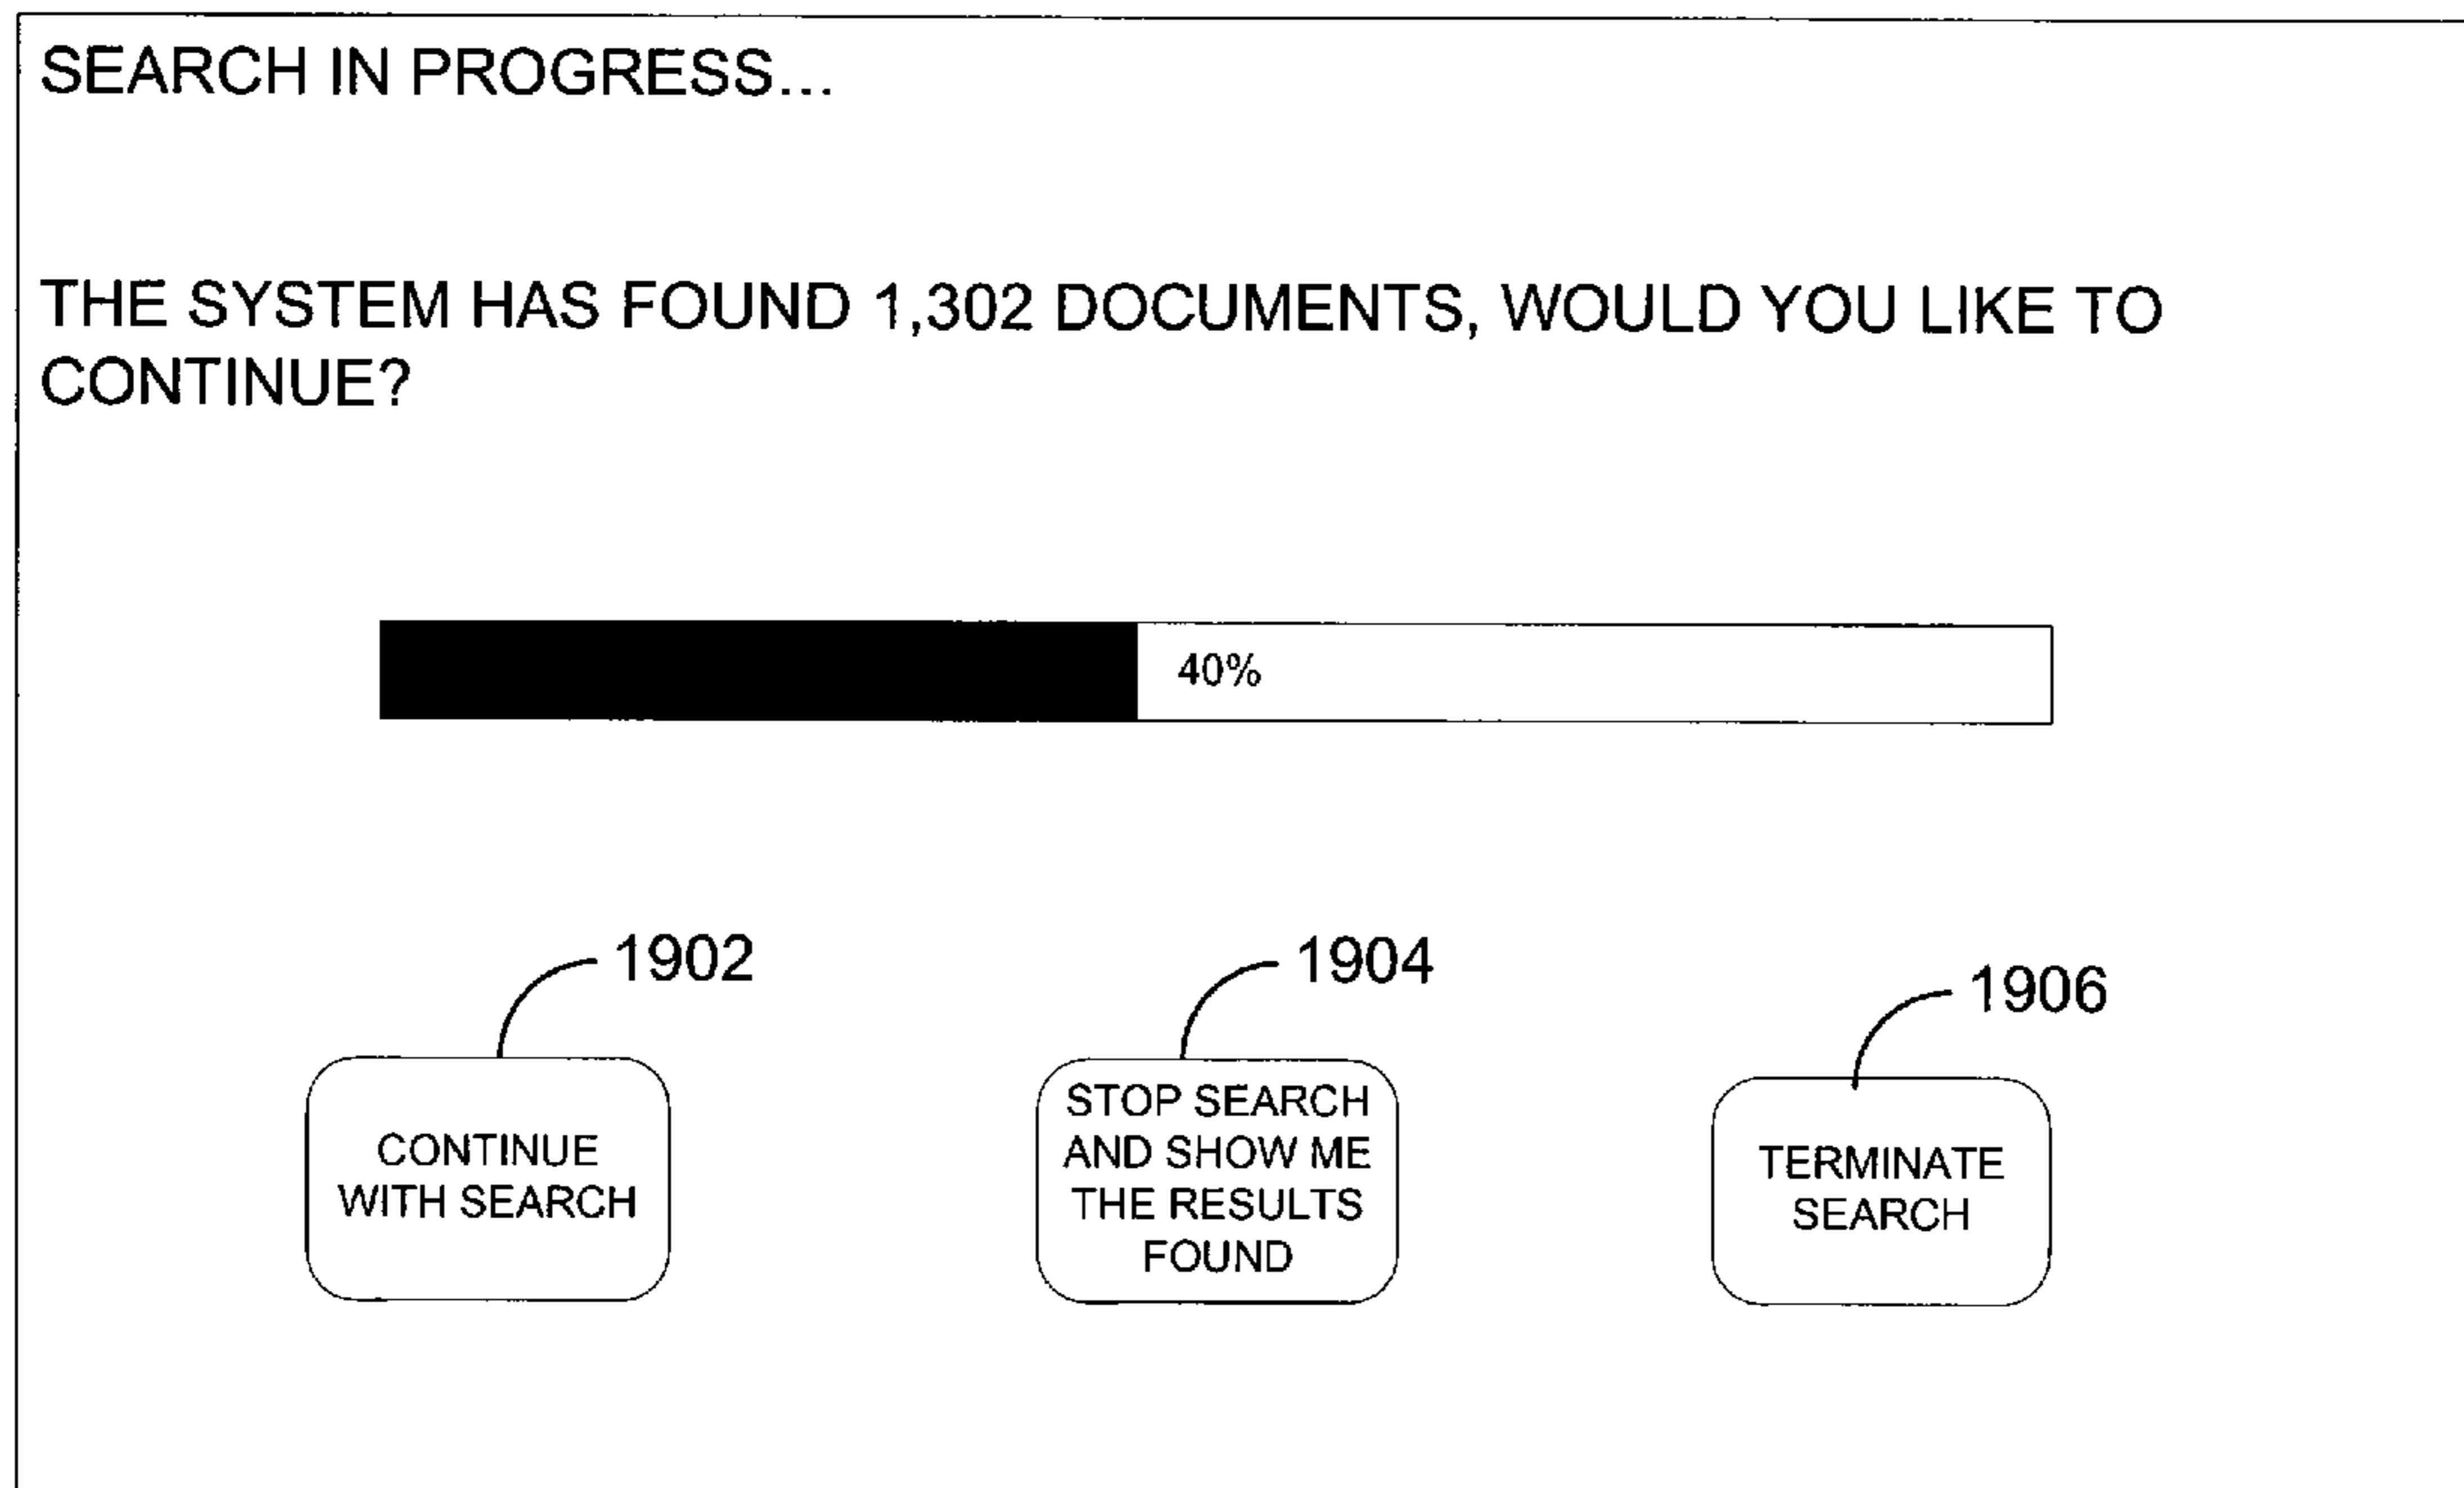 SEARCH IN PROGRESS...
THE SYSTEM HAS FOUND 1,302 DOCUMENTS, WOULD YOU LIKE TO
CONTINUE?
40%
1902
1904
1906
CONTINUE
WITH SEARCH
STOP SEARCH
AND SHOW ME
THE RESULTS
FOUND
TERMINATE
SEARCH